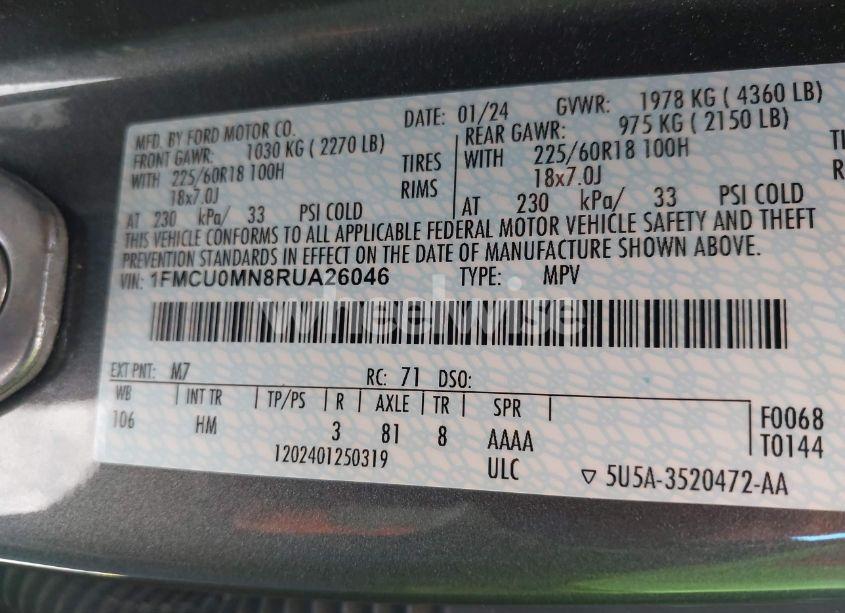 MFD. BY FORD MOTOR CO. DATE: 01/24 GVWR: 1978 KG ( 4360 LB)
FRONT GAWR: 1030 KG ( 2270 LB) REAR GAWR: 975 KG ( 2150 LB)
WITH 225/60R18 100H TIRES WITH 225/60R18 100H
18x7.0J RIMS 18x7.0J
AT 230 kPa/ 33 PSI COLD AT 230 kPa/ 33 PSI COLD
THIS VEHICLE CONFORMS TO ALL APPLICABLE FEDERAL MOTOR VEHICLE SAFETY AND THEFT
PREVENTION STANDARDS IN EFFECT ON THE DATE OF MANUFACTURE SHOWN ABOVE.
VIN: 1FMCU0MN8RUA26046 TYPE: MPV
wheelwise
EXT PNT: M7 RC: 71 DSO:
WB INT TR TP/PS R AXLE TR SPR
106 HM 3 81 8 AAAA
F0068
T0144
1202401250319 ULC
5U5A-3520472-AA